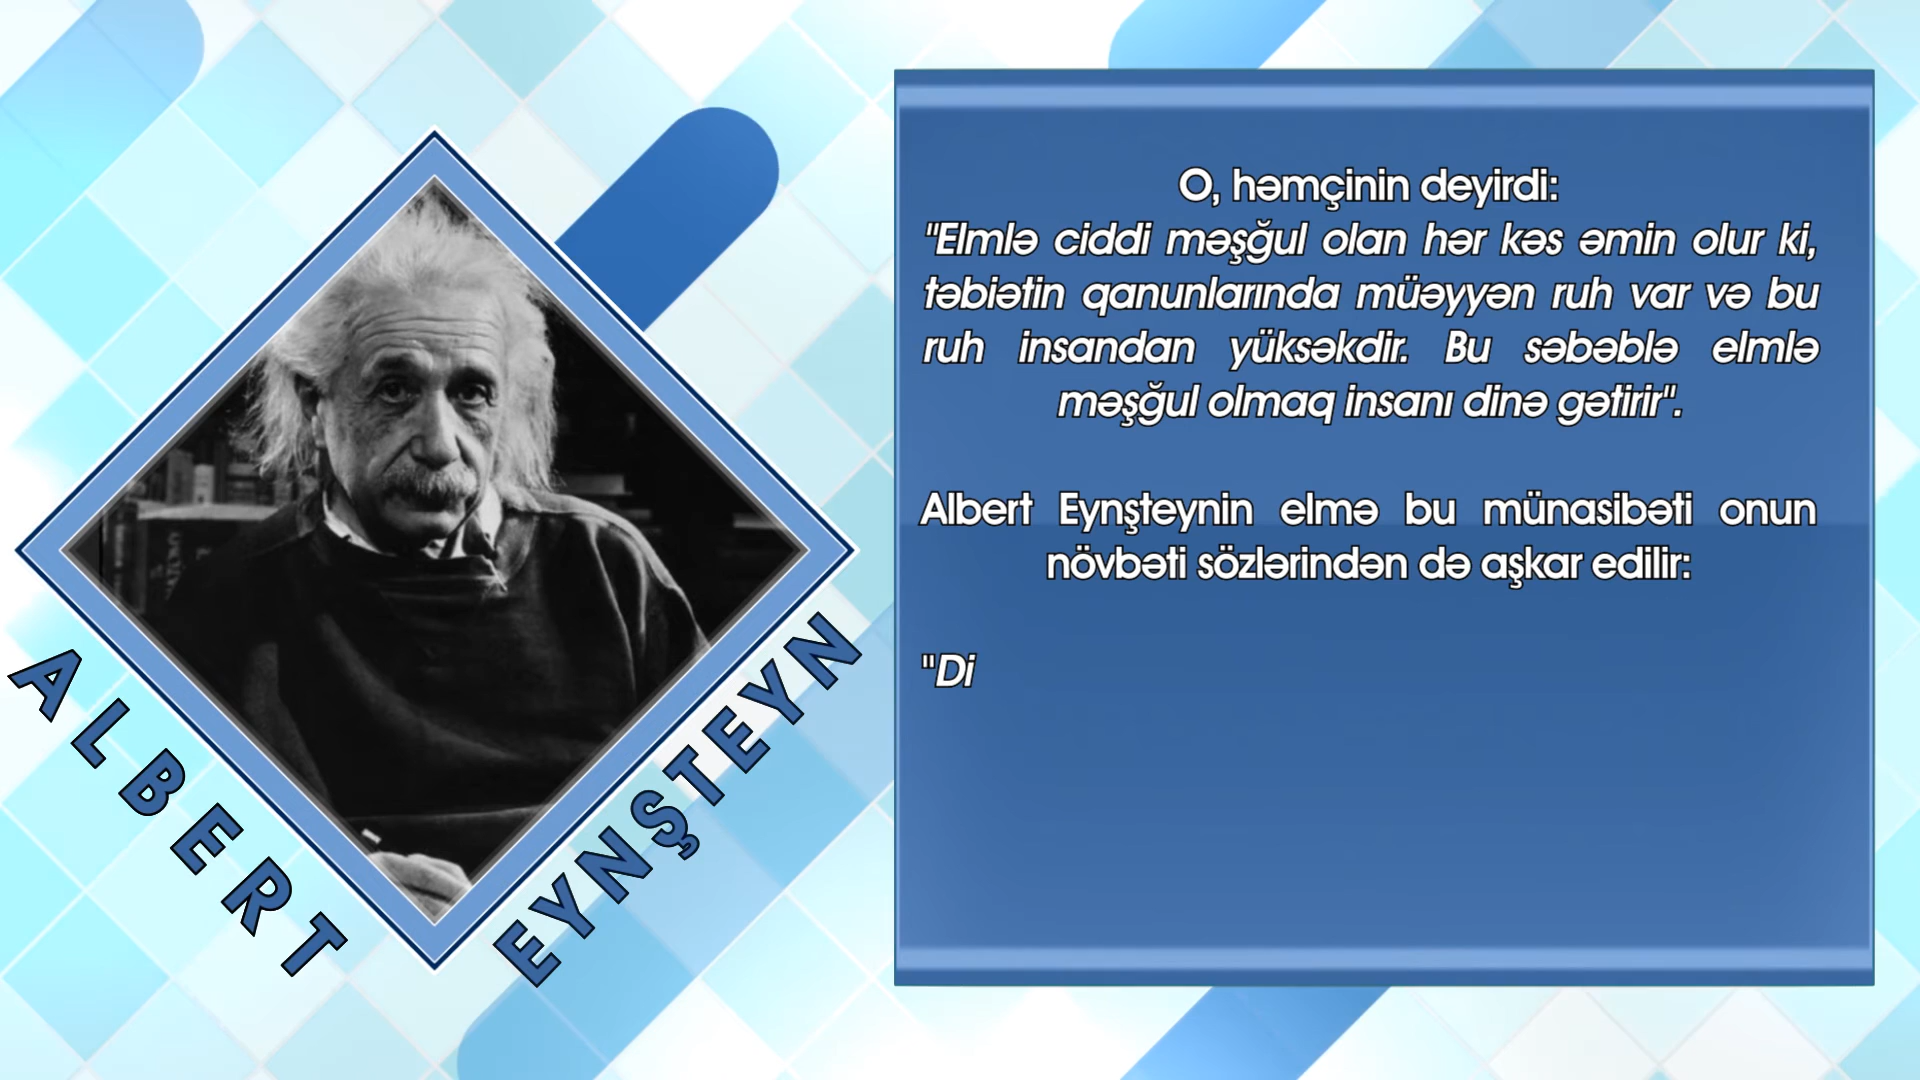 ALBERT EYNŞTEYN
O, həmçinin deyirdi:
"Elmlə ciddi məşğul olan hər kəs əmin olur ki,
təbiətin qanunlarında müəyyən ruh var və bu
ruh insandan yüksəkdir. Bu səbəblə elmlə
məşğul olmaq insanı dinə gətirir".
Albert Eynşteynin elmə bu münasibəti onun
növbəti sözlərindən də aşkar edilir:
"Di